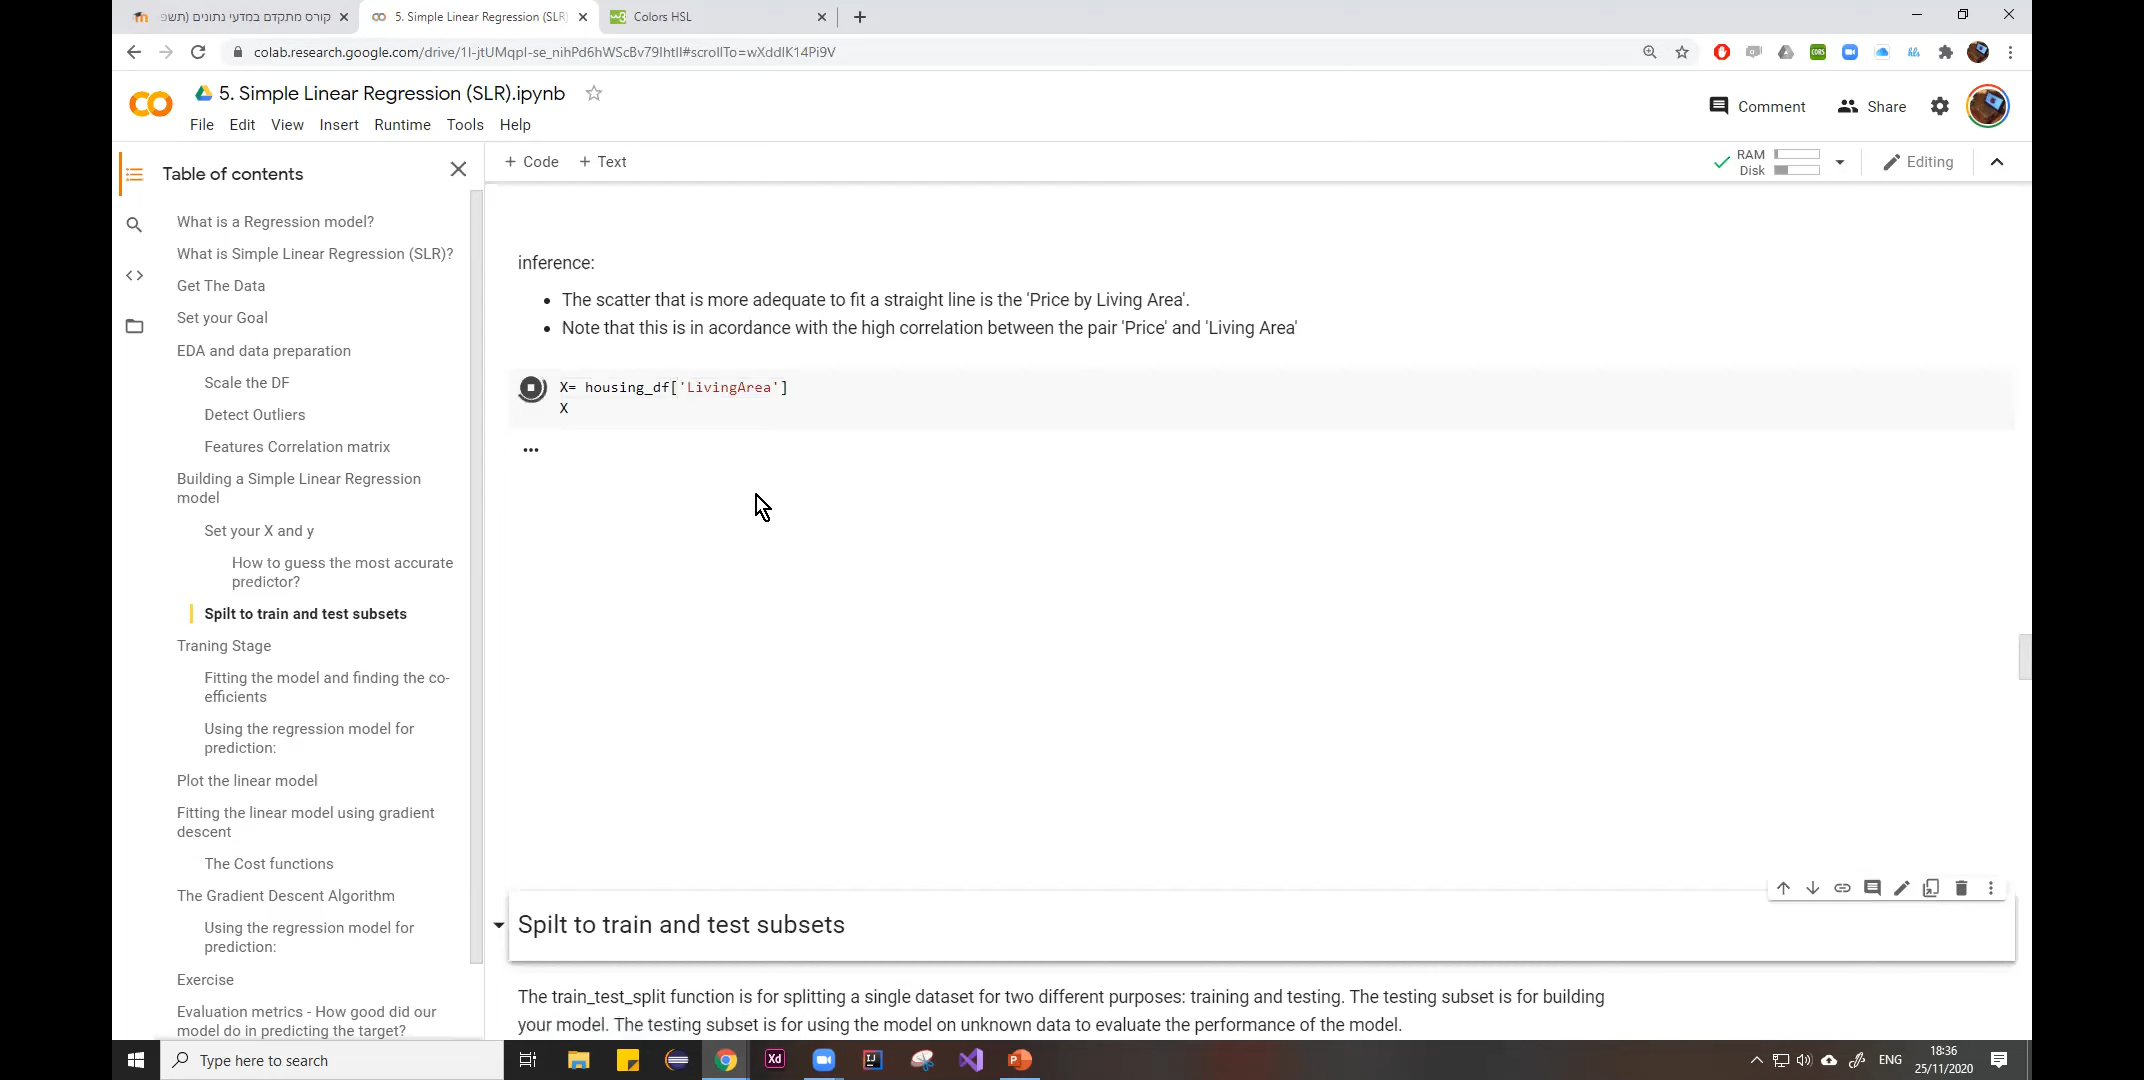 קורס מתקדם במדעי נתונים (תשפ
5. Simple Linear Regression (SLR)
Colors HSL
colab.research.google.com/drive/1I-jtUMqpI-se_nihPd6hWScBv79IhtII#scrollTo=wXddIK14Pi9V
5. Simple Linear Regression (SLR).ipynb
File Edit View Insert Runtime Tools Help
Comment Share
Table of contents
What is a Regression model?
What is Simple Linear Regression (SLR)?
Get The Data
Set your Goal
EDA and data preparation
Scale the DF
Detect Outliers
Features Correlation matrix
Building a Simple Linear Regression
model
Set your X and y
How to guess the most accurate
predictor?
Spilt to train and test subsets
Traning Stage
Fitting the model and finding the co-
efficients
Using the regression model for
prediction:
Plot the linear model
Fitting the linear model using gradient
descent
The Cost functions
The Gradient Descent Algorithm
Using the regression model for
prediction:
Exercise
Evaluation metrics - How good did our
model do in predicting the target?
+ Code + Text
RAM
Disk
Editing
inference:
• The scatter that is more adequate to fit a straight line is the 'Price by Living Area'.
• Note that this is in acordance with the high correlation between the pair 'Price' and 'Living Area'
X= housing_df['LivingArea']
X
...
Spilt to train and test subsets
The train_test_split function is for splitting a single dataset for two different purposes: training and testing. The testing subset is for building
your model. The testing subset is for using the model on unknown data to evaluate the performance of the model.
Type here to search
Xd
ENG
18:36
25/11/2020